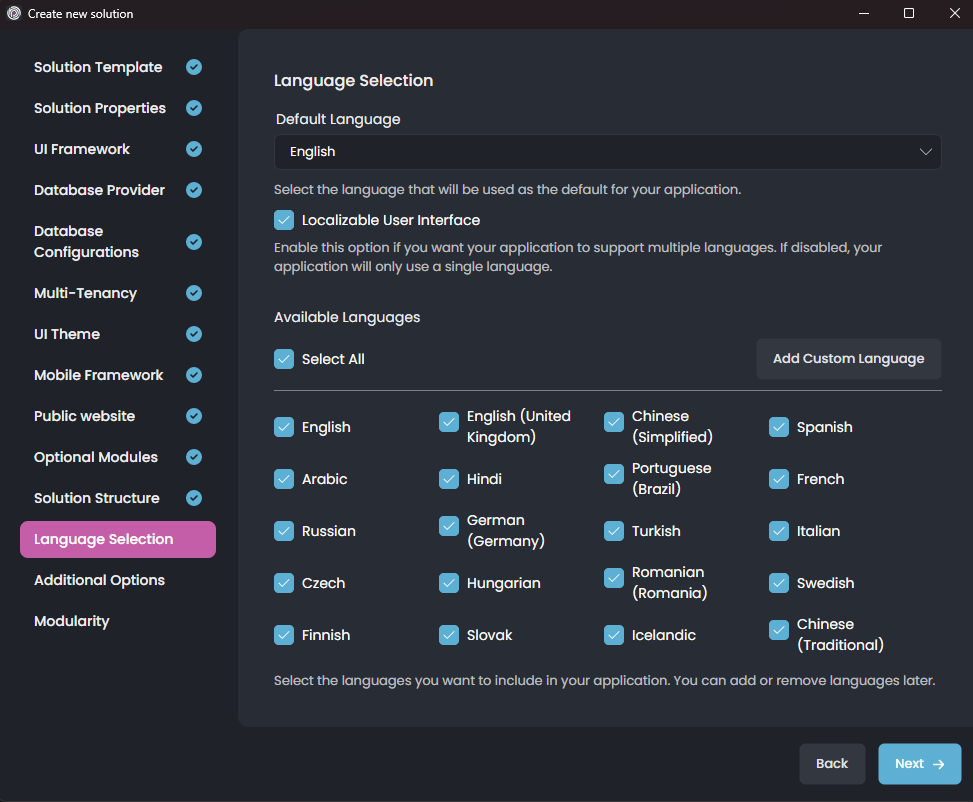 Create new solution
Solution Template
Solution Properties
UI Framework
Database Provider
Database
Configurations
Multi-Tenancy
UI Theme
Mobile Framework
Public website
Optional Modules
Solution Structure
Language Selection
Additional Options
Modularity
Language Selection
Default Language
English
Select the language that will be used as the default for your application.
Localizable User Interface
Enable this option if you want your application to support multiple languages. If disabled, your
application will only use a single language.
Available Languages
Select All
Add Custom Language
English
English (United
Kingdom)
Chinese
(Simplified)
Spanish
Arabic
Hindi
Portuguese
(Brazil)
French
Russian
German
(Germany)
Turkish
Italian
Czech
Hungarian
Romanian
(Romania)
Swedish
Finnish
Slovak
Icelandic
Chinese
(Traditional)
Select the languages you want to include in your application. You can add or remove languages later.
Back
Next